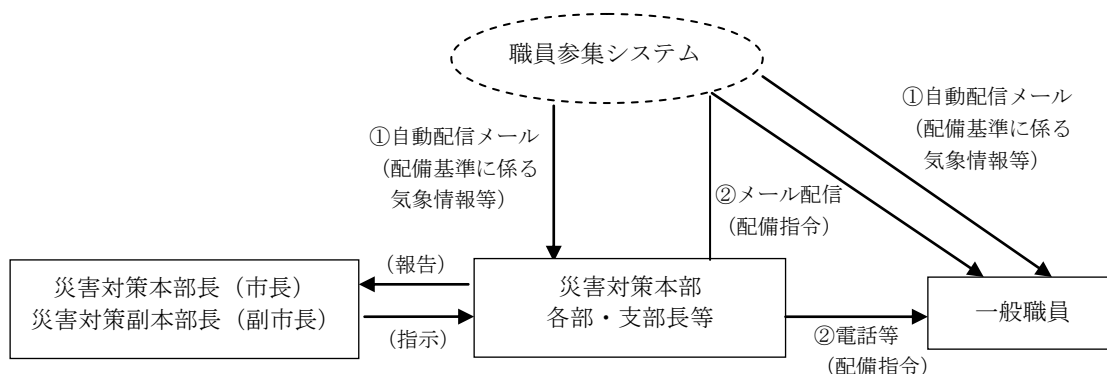 職員参集システム
①自動配信メール
（配備基準に係る
気象情報等）
①自動配信メール
（配備基準に係る
気象情報等）
②メール配信
（配備指令）
（報告）
災害対策本部長（市長）
災害対策副本部長（副市長）
（指示）
災害対策本部
各部・支部長等
一般職員
②電話等
（配備指令）